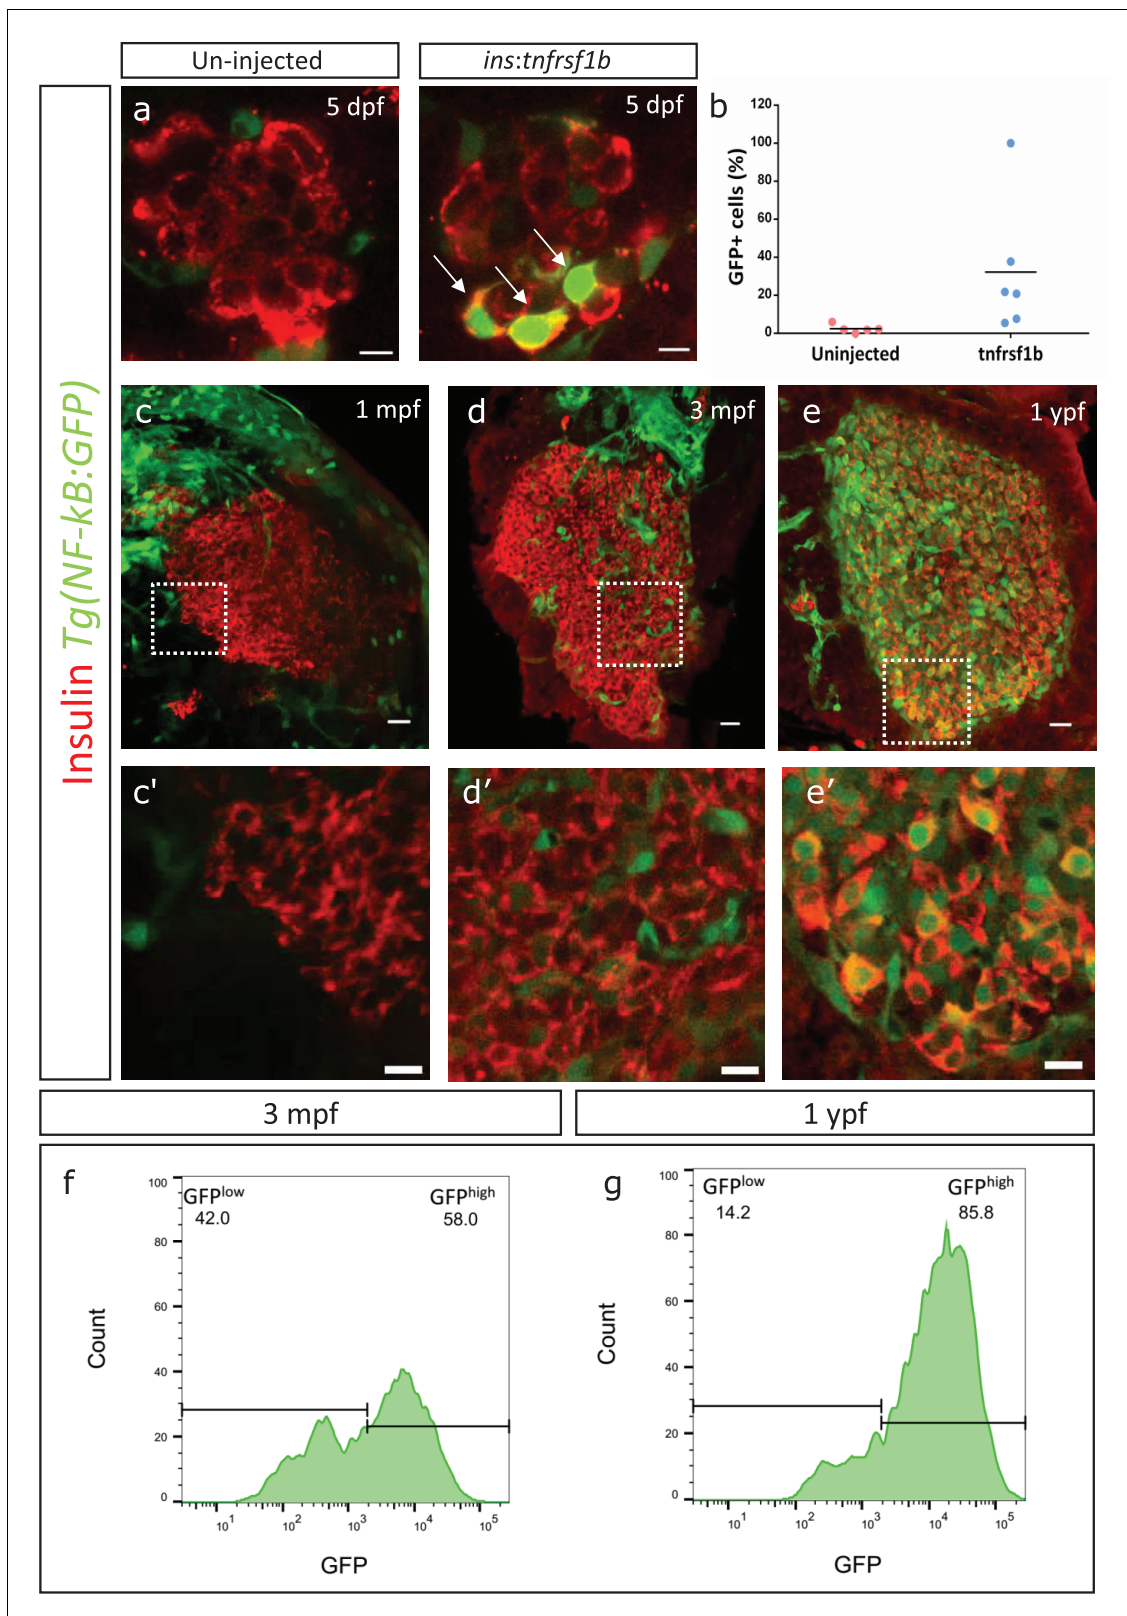 Un-injected
ins:tnfrsf1b
Insulin Tg(NF-kB:GFP)
a
5 dpf
5 dpf
b
120
100
80
60
40
20
0
GFP+ cells (%)
Uninjected
tnfrsf1b
c
1 mpf
d
3 mpf
e
1 ypf
c'
d′
e′
3 mpf
1 ypf
f
GFPlow
42.0
GFPhigh
58.0
100
80
60
40
20
0
Count
10¹ 10² 10³ 10⁴ 10⁵
GFP
g
GFPlow
14.2
GFPhigh
85.8
100
80
60
40
20
0
Count
10¹ 10² 10³ 10⁴ 10⁵
GFP